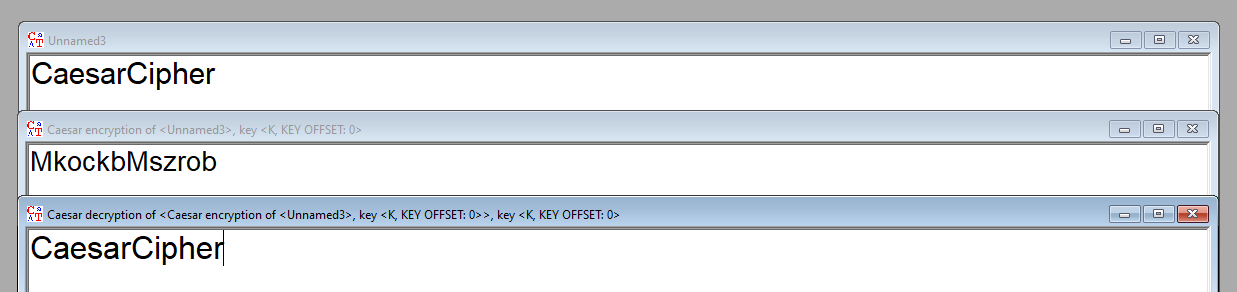 Unnamed3
CaesarCipher
Caesar encryption of <Unnamed3>, key <K, KEY OFFSET: 0>
MkockbMszrob
Caesar decryption of <Caesar encryption of <Unnamed3>, key <K, KEY OFFSET: 0>>, key <K, KEY OFFSET: 0>
CaesarCipher